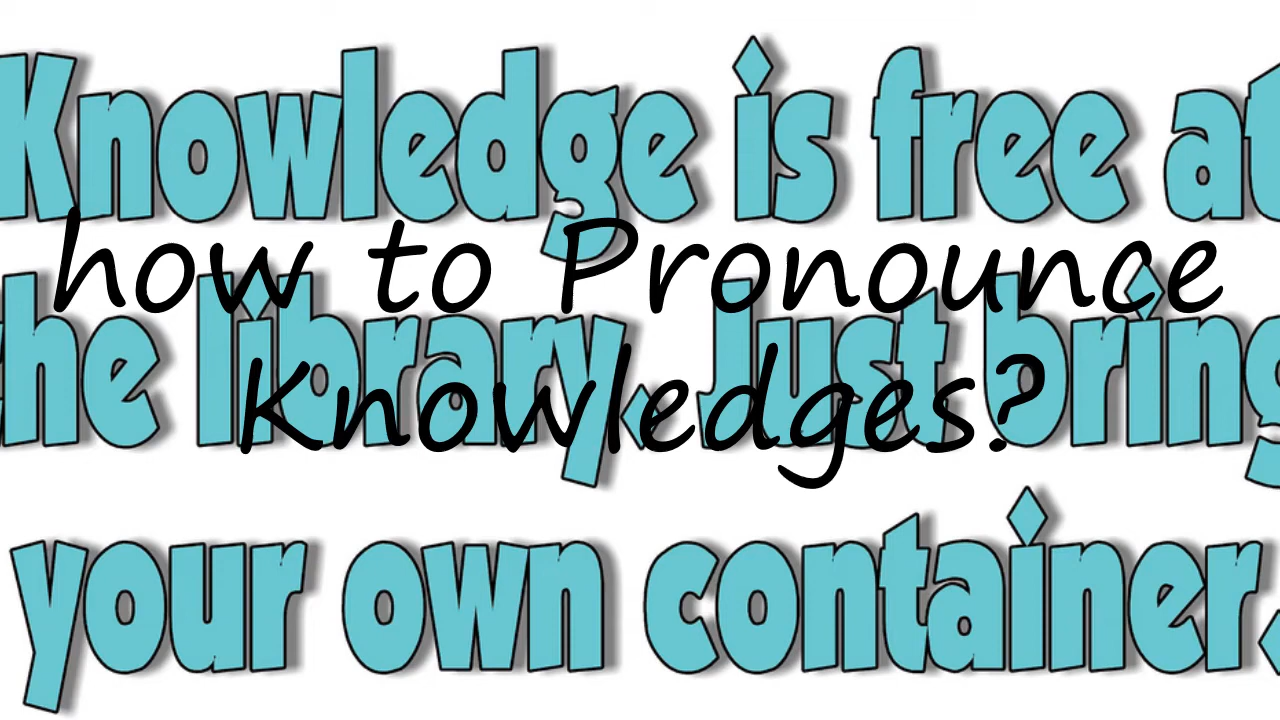 Knowledge is free at
how to Pronounce
the library. Just bring
Knowledges?
your own container.